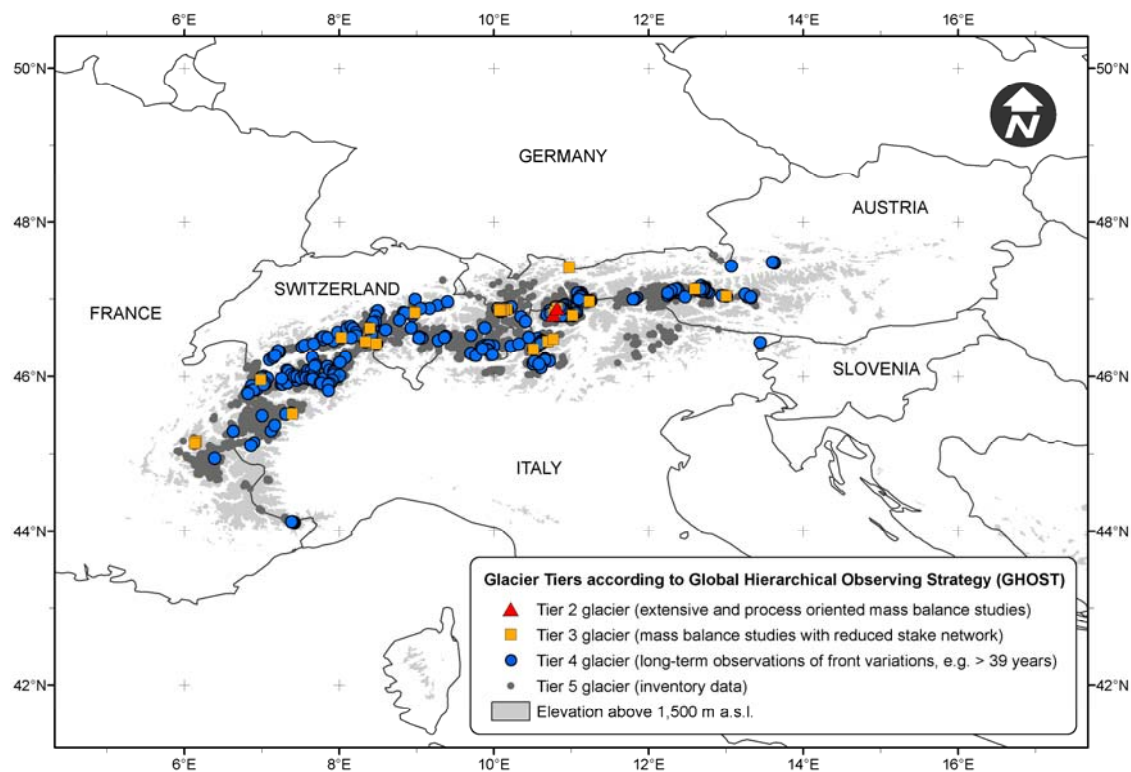 6°E 8°E 10°E 12°E 14°E 16°E
50°N 50°N
N
GERMANY
48°N 48°N
AUSTRIA
SWITZERLAND
FRANCE
46°N 46°N
SLOVENIA
ITALY
44°N 44°N
Glacier Tiers according to Global Hierarchical Observing Strategy (GHOST)
Tier 2 glacier (extensive and process oriented mass balance studies)
Tier 3 glacier (mass balance studies with reduced stake network)
Tier 4 glacier (long-term observations of front variations, e.g. > 39 years)
42°N 42°N
Tier 5 glacier (inventory data)
Elevation above 1,500 m a.s.l.
6°E 8°E 10°E 12°E 14°E 16°E